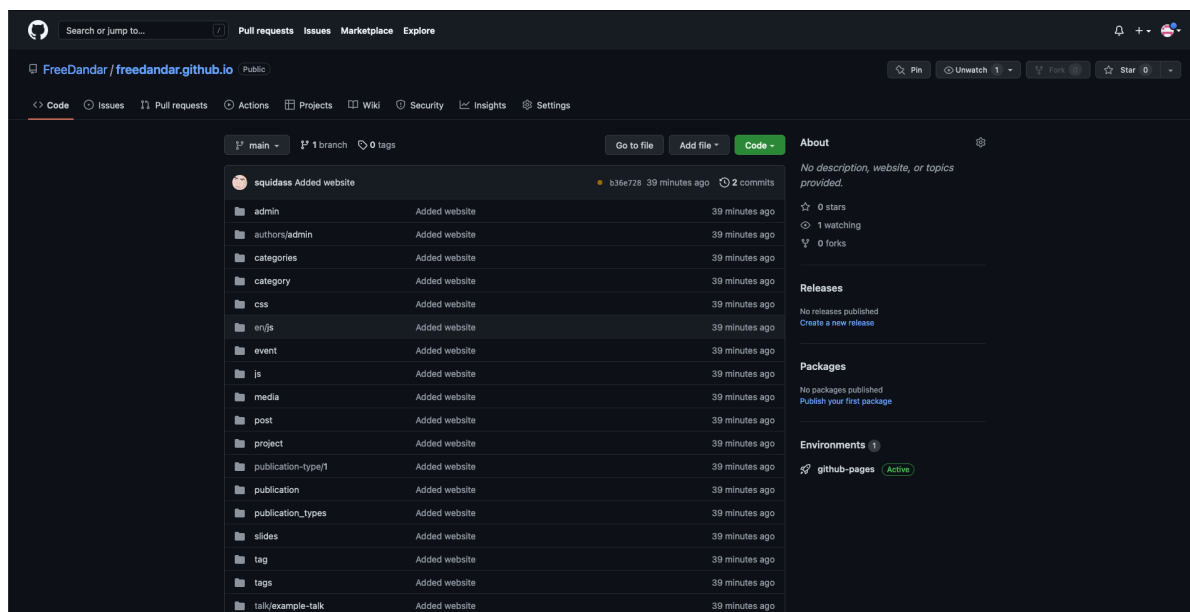 Search or jump to... / Pull requests Issues Marketplace Explore
FreeDandar / freedandar.github.io Public Pin Unwatch 1 Fork 0 Star 0
Code Issues Pull requests Actions Projects Wiki Security Insights Settings
main 1 branch 0 tags Go to file Add file Code
squidass Added website b36e728 39 minutes ago 2 commits
admin Added website 39 minutes ago
authors/admin Added website 39 minutes ago
categories Added website 39 minutes ago
category Added website 39 minutes ago
css Added website 39 minutes ago
en/js Added website 39 minutes ago
event Added website 39 minutes ago
js Added website 39 minutes ago
media Added website 39 minutes ago
post Added website 39 minutes ago
project Added website 39 minutes ago
publication-type/1 Added website 39 minutes ago
publication Added website 39 minutes ago
publication_types Added website 39 minutes ago
slides Added website 39 minutes ago
tag Added website 39 minutes ago
tags Added website 39 minutes ago
talk/example-talk Added website 39 minutes ago
About
No description, website, or topics
provided.
0 stars
1 watching
0 forks
Releases
No releases published
Create a new release
Packages
No packages published
Publish your first package
Environments 1
github-pages Active